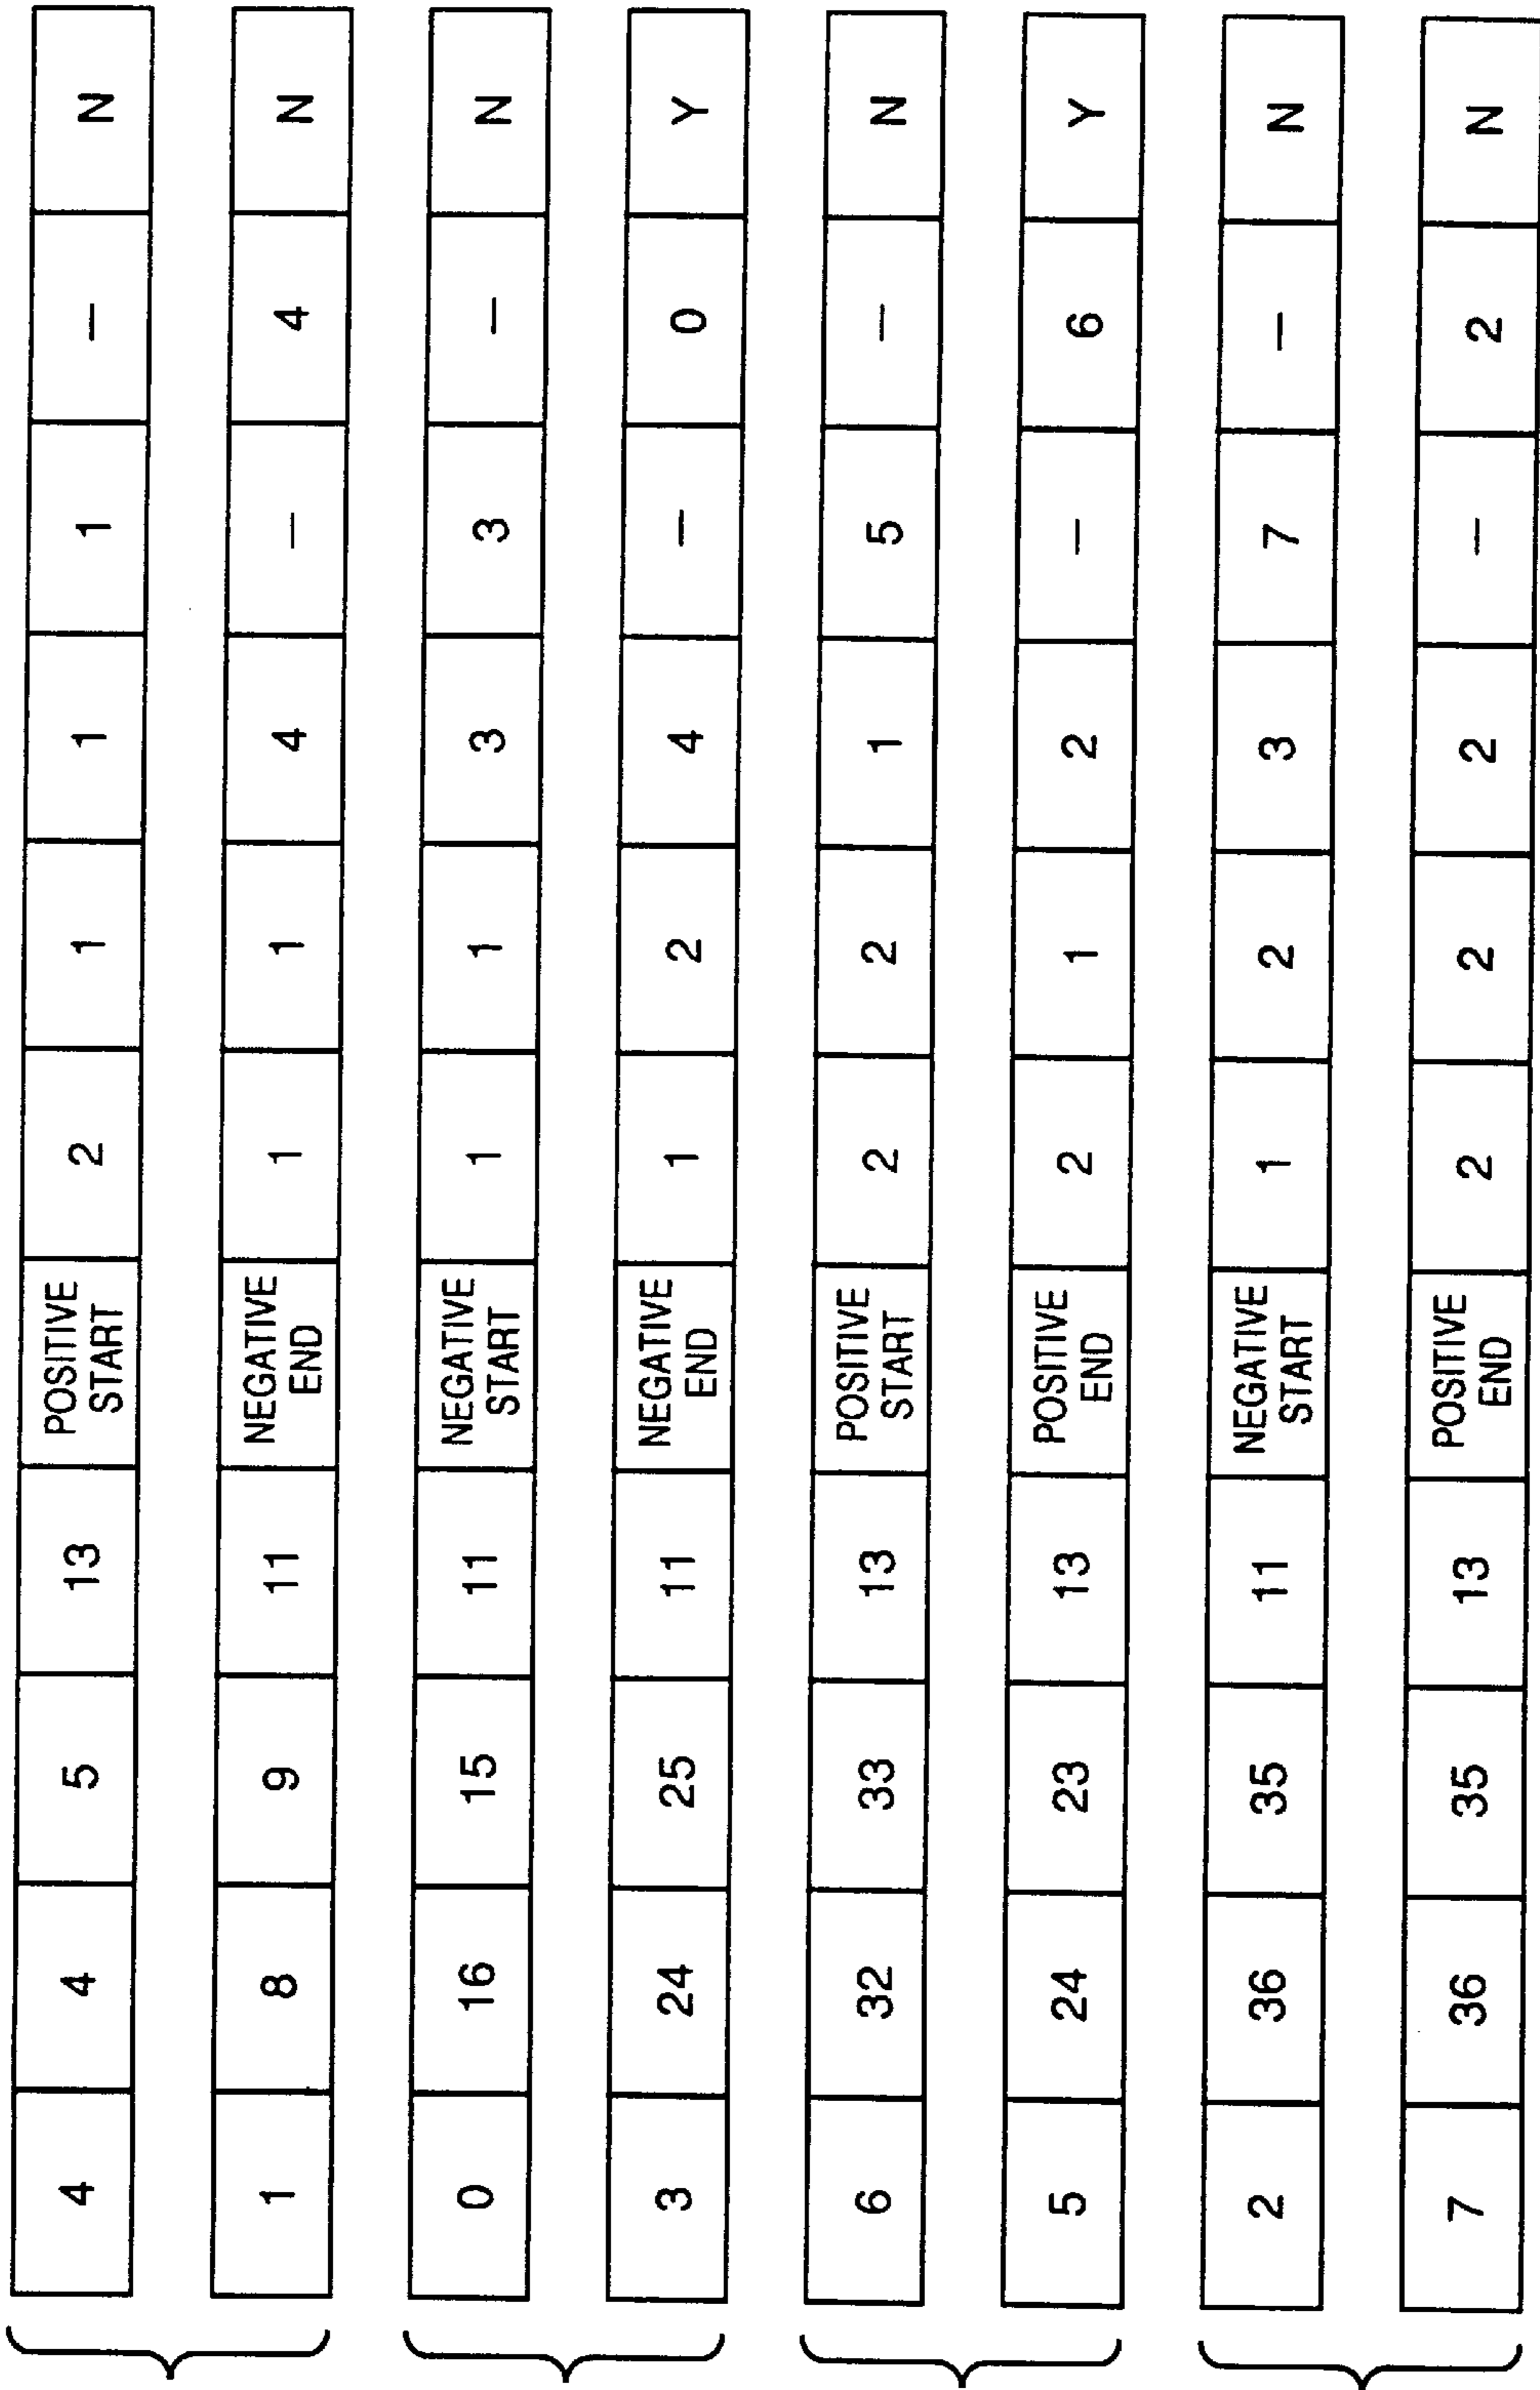 4 4 5 13 POSITIVE START 2 1 1 1 – N
1 8 9 11 NEGATIVE END 1 1 4 – 4 N
0 16 15 11 NEGATIVE START 1 1 3 3 – N
3 24 25 11 NEGATIVE END 1 2 4 – 0 Y
6 32 33 13 POSITIVE START 2 2 1 5 – N
5 24 23 13 POSITIVE END 2 1 2 – 6 Y
2 36 35 11 NEGATIVE START 1 2 3 7 – N
7 36 35 13 POSITIVE END 2 2 2 – 2 N